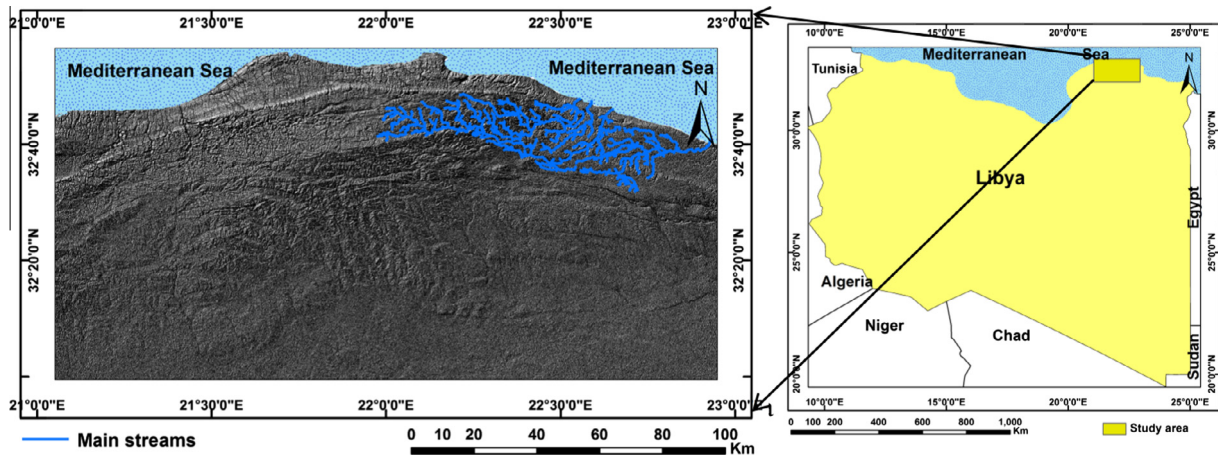 21°0'0"E 21°30'0"E 22°0'0"E 22°30'0"E 23°0'0"E
Mediterranean Sea
Mediterranean Sea
N
32°40'0"N
32°20'0"N
32°40'0"N
32°20'0"N
21°0'0"E 21°30'0"E 22°0'0"E 22°30'0"E 23°0'0"E
Main streams
0 10 20 40 60 80 100
Km
10°0'0"E 15°0'0"E 20°0'0"E 25°0'0"E
Mediterranean Sea
Tunisia
N
30°0'0"N
30°0'0"N
Libya
Egypt
25°0'0"N
25°0'0"N
Algeria
Niger
Chad
Sudan
20°0'0"N
20°0'0"N
10°0'0"E 15°0'0"E 20°0'0"E 25°0'0"E
0 100 200 400 600 800 1,000
Km
Study area